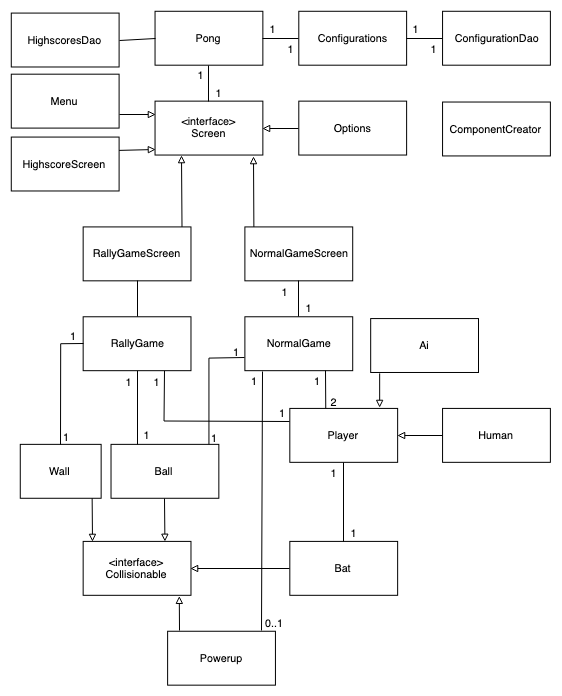 HighscoresDao
Pong
1
1
Configurations
1
1
ConfigurationDao
1
1
Menu
<interface>
Screen
Options
ComponentCreator
HighscoreScreen
RallyGameScreen
NormalGameScreen
1
1
RallyGame
NormalGame
Ai
1
1
1
1
1
1
1
2
Player
Human
1
1
1
Wall
Ball
1
1
<interface>
Collisionable
Bat
0..1
Powerup